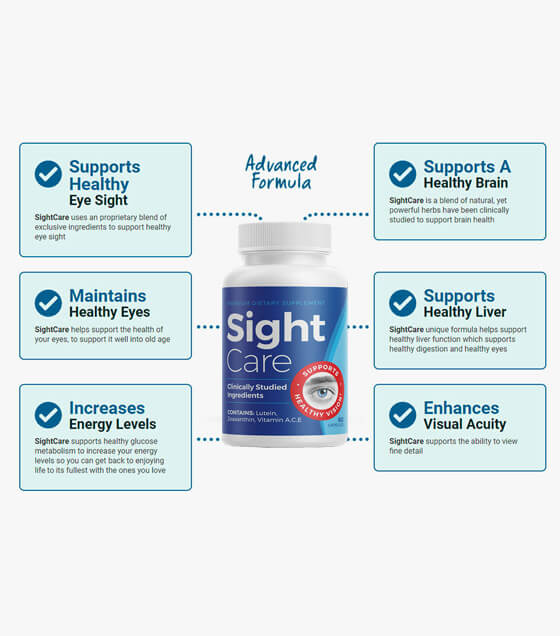 Advanced
Formula
Supports
Healthy
Eye Sight
SightCare uses an proprietary blend of
exclusive ingredients to support healthy
eye sight
Maintains
Healthy Eyes
SightCare helps support the health of
your eyes, to support it well into old age
Increases
Energy Levels
SightCare supports healthy glucose
metabolism to increase your energy
levels so you can get back to enjoying
life to its fullest with the ones you love
PREMIUM DIETARY SUPPLEMENT
Sight
Care
Clinically Studied
Ingredients
CONTAINS: Lutein,
Zeaxanthin, Vitamin A,C,E
SUPPORTS
HEALTHY VISION!
60
CAPSULES
Supports A
Healthy Brain
SightCare is a blend of natural, yet
powerful herbs have been clinically
studied to support brain health
Supports
Healthy Liver
SightCare unique formula helps support
healthy liver function which supports
healthy digestion and healthy eyes
Enhances
Visual Acuity
SightCare supports the ability to view
fine detail